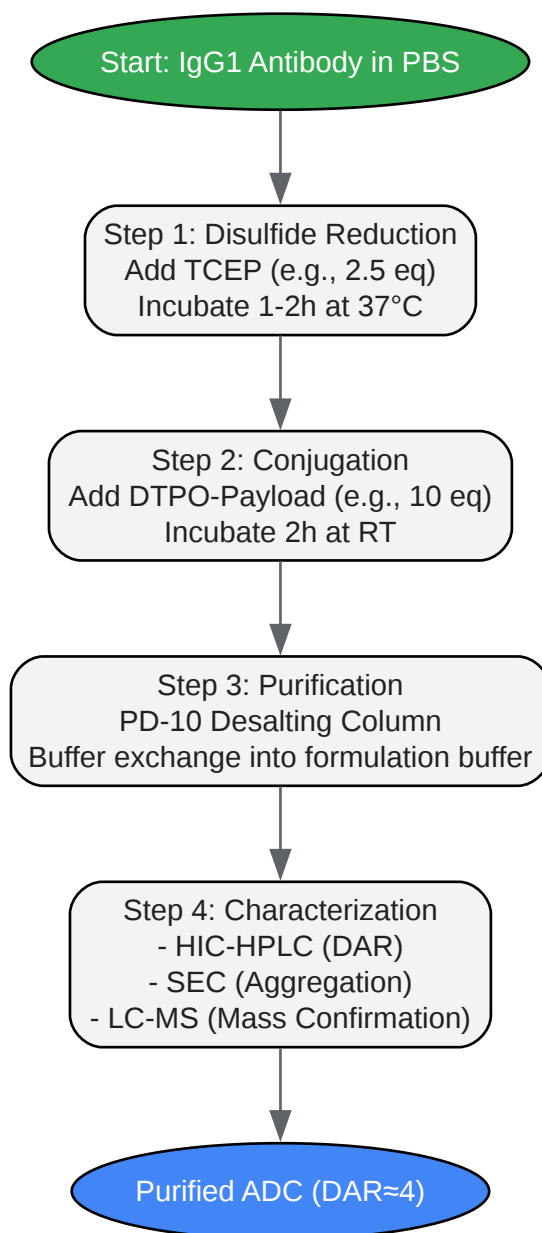 Start: IgG1 Antibody in PBS
Step 1: Disulfide Reduction
Add TCEP (e.g., 2.5 eq)
Incubate 1-2h at 37°C
Step 2: Conjugation
Add DTPO-Payload (e.g., 10 eq)
Incubate 2h at RT
Step 3: Purification
PD-10 Desalting Column
Buffer exchange into formulation buffer
Step 4: Characterization
- HIC-HPLC (DAR)
- SEC (Aggregation)
- LC-MS (Mass Confirmation)
Purified ADC (DAR≈4)